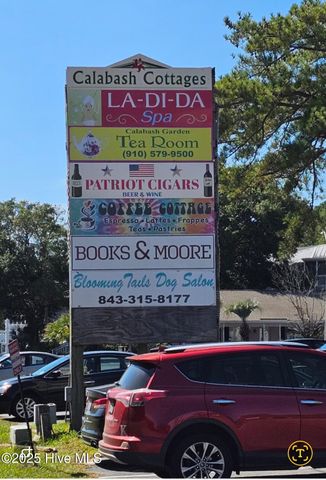 Calabash Cottages
LA-DI-DA
Spa
Calabash Garden
Tea Room
(910) 579-9500
PATRIOT CIGARS
BEER & WINE
COFFEE COTTAGE
Espresso • Lattes • Frappes
Teas • Pastries
BOOKS & MOORE
Blooming Tails Dog Salon
843-315-8177
©2025 Hive MLS
T